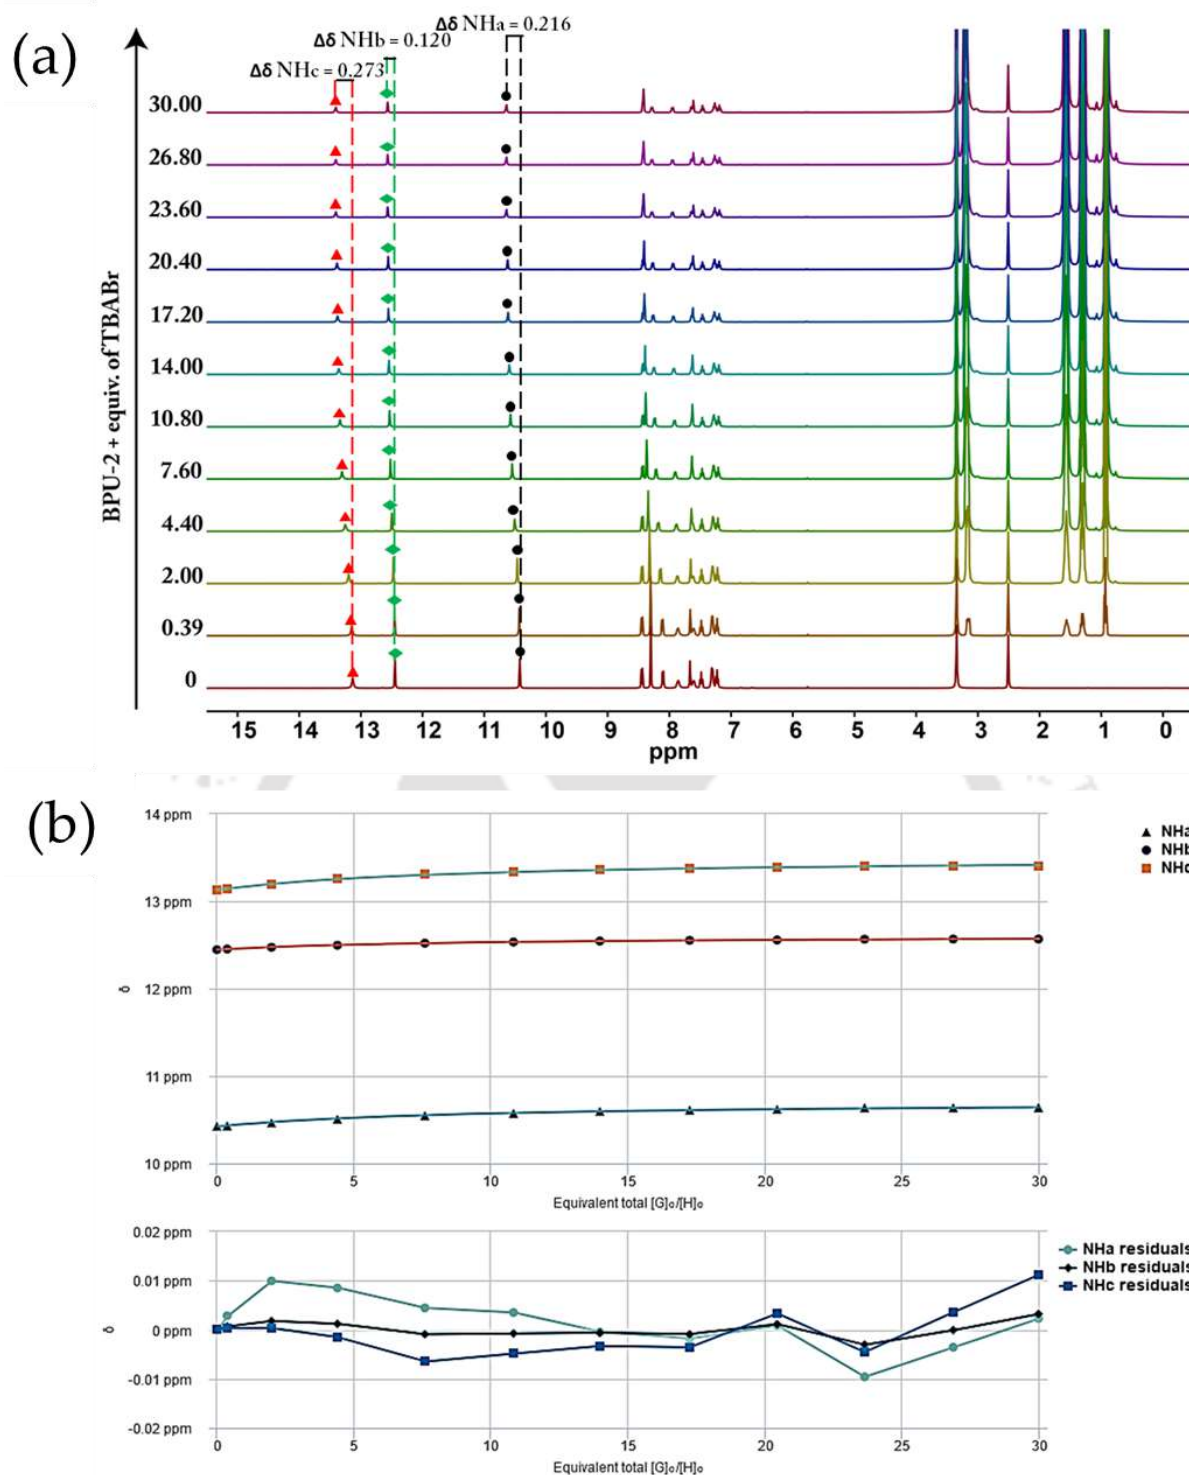 (a)
Δδ NHa = 0.216
Δδ NHb = 0.120
Δδ NHc = 0.273
BPU-2 + equiv. of TBABr
30.00
26.80
23.60
20.40
17.20
14.00
10.80
7.60
4.40
2.00
0.39
0
15 14 13 12 11 10 9 8 7 6 5 4 3 2 1 0
ppm
(b)
14 ppm
13 ppm
12 ppm
11 ppm
10 ppm
δ
NHa
NHb
NHc
0 5 10 15 20 25 30
Equivalent total [G]₀/[H]₀
0.02 ppm
0.01 ppm
0 ppm
-0.01 ppm
-0.02 ppm
δ
NHa residuals
NHb residuals
NHc residuals
0 5 10 15 20 25 30
Equivalent total [G]₀/[H]₀